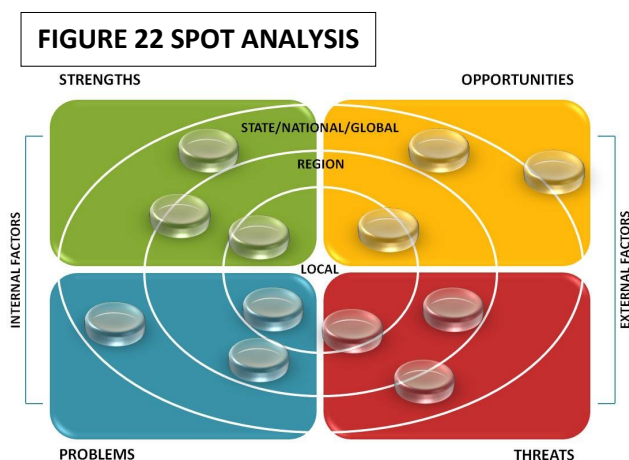 FIGURE 22 SPOT ANALYSIS
STRENGTHS
OPPORTUNITIES
STATE/NATIONAL/GLOBAL
REGION
LOCAL
INTERNAL FACTORS
EXTERNAL FACTORS
PROBLEMS
THREATS